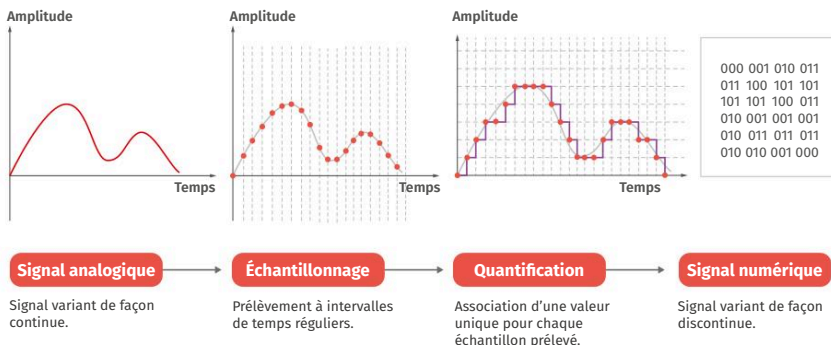 Amplitude
Temps
Amplitude
Temps
Amplitude
Temps
000 001 010 011
011 100 101 101
101 101 100 011
010 001 001 001
010 011 011 011
010 010 001 000
Signal analogique
Signal variant de façon
continue.
Échantillonnage
Prélèvement à intervalles
de temps réguliers.
Quantification
Association d’une valeur
unique pour chaque
échantillon prélevé.
Signal numérique
Signal variant de façon
discontinue.